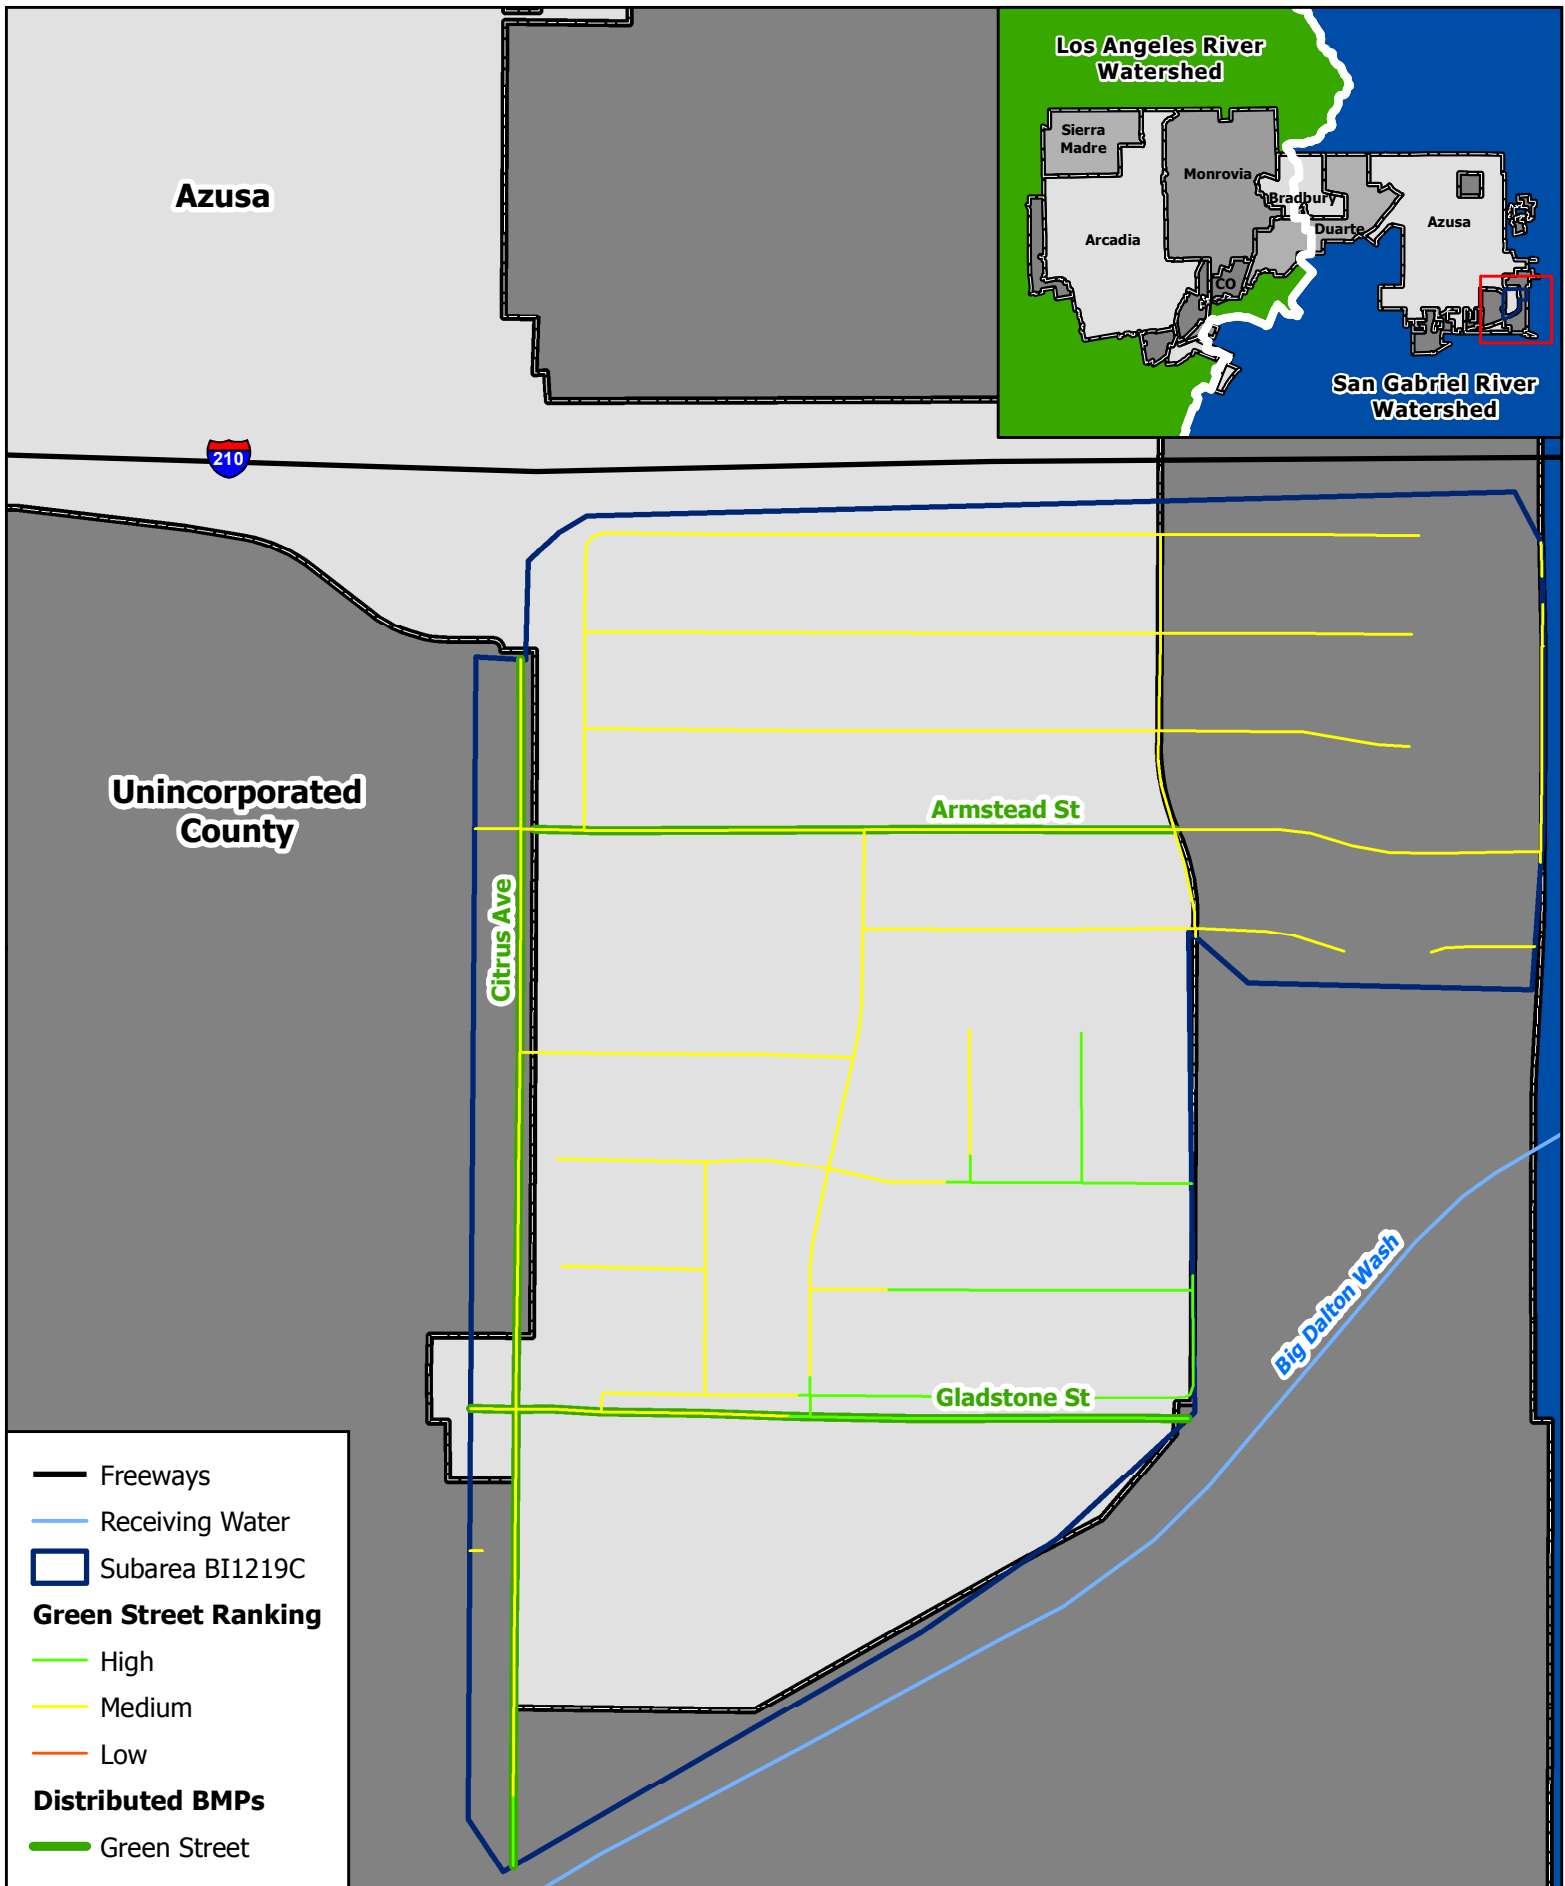 Los Angeles River
Watershed
Sierra
Madre
Monrovia
Bradbury
Duarte
Azusa
Arcadia
CO
San Gabriel River
Watershed
Azusa
210
Unincorporated
County
Armstead St
Citrus Ave
Big Dalton Wash
Gladstone St
Freeways
Receiving Water
Subarea BI1219C
Green Street Ranking
High
Medium
Low
Distributed BMPs
Green Street